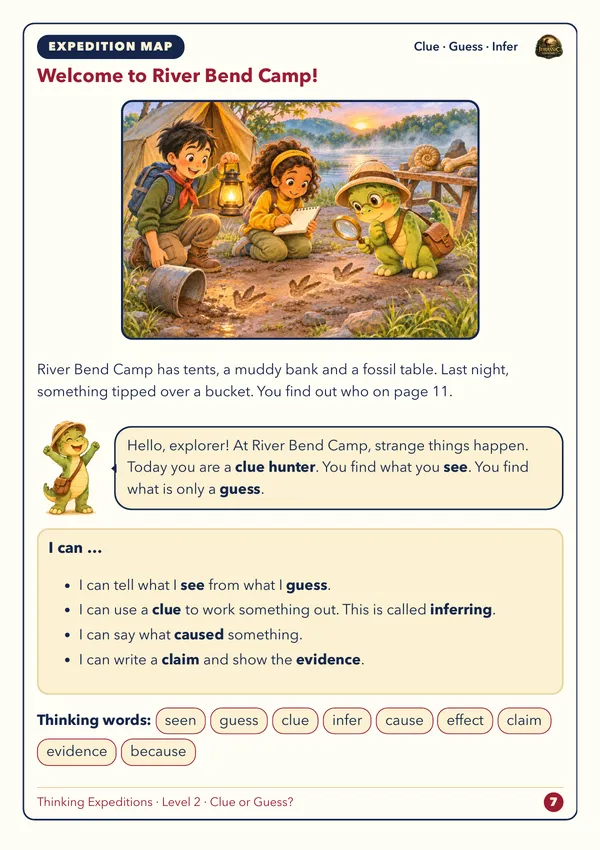 EXPEDITION MAP
Clue · Guess · Infer
JURASSIC
Welcome to River Bend Camp!
River Bend Camp has tents, a muddy bank and a fossil table. Last night,
something tipped over a bucket. You find out who on page 11.
Hello, explorer! At River Bend Camp, strange things happen.
Today you are a clue hunter. You find what you see. You find
what is only a guess.
I can ...
• I can tell what I see from what I guess.
• I can use a clue to work something out. This is called inferring.
• I can say what caused something.
• I can write a claim and show the evidence.
Thinking words: seen guess clue infer cause effect claim
evidence because
Thinking Expeditions · Level 2 · Clue or Guess?
7